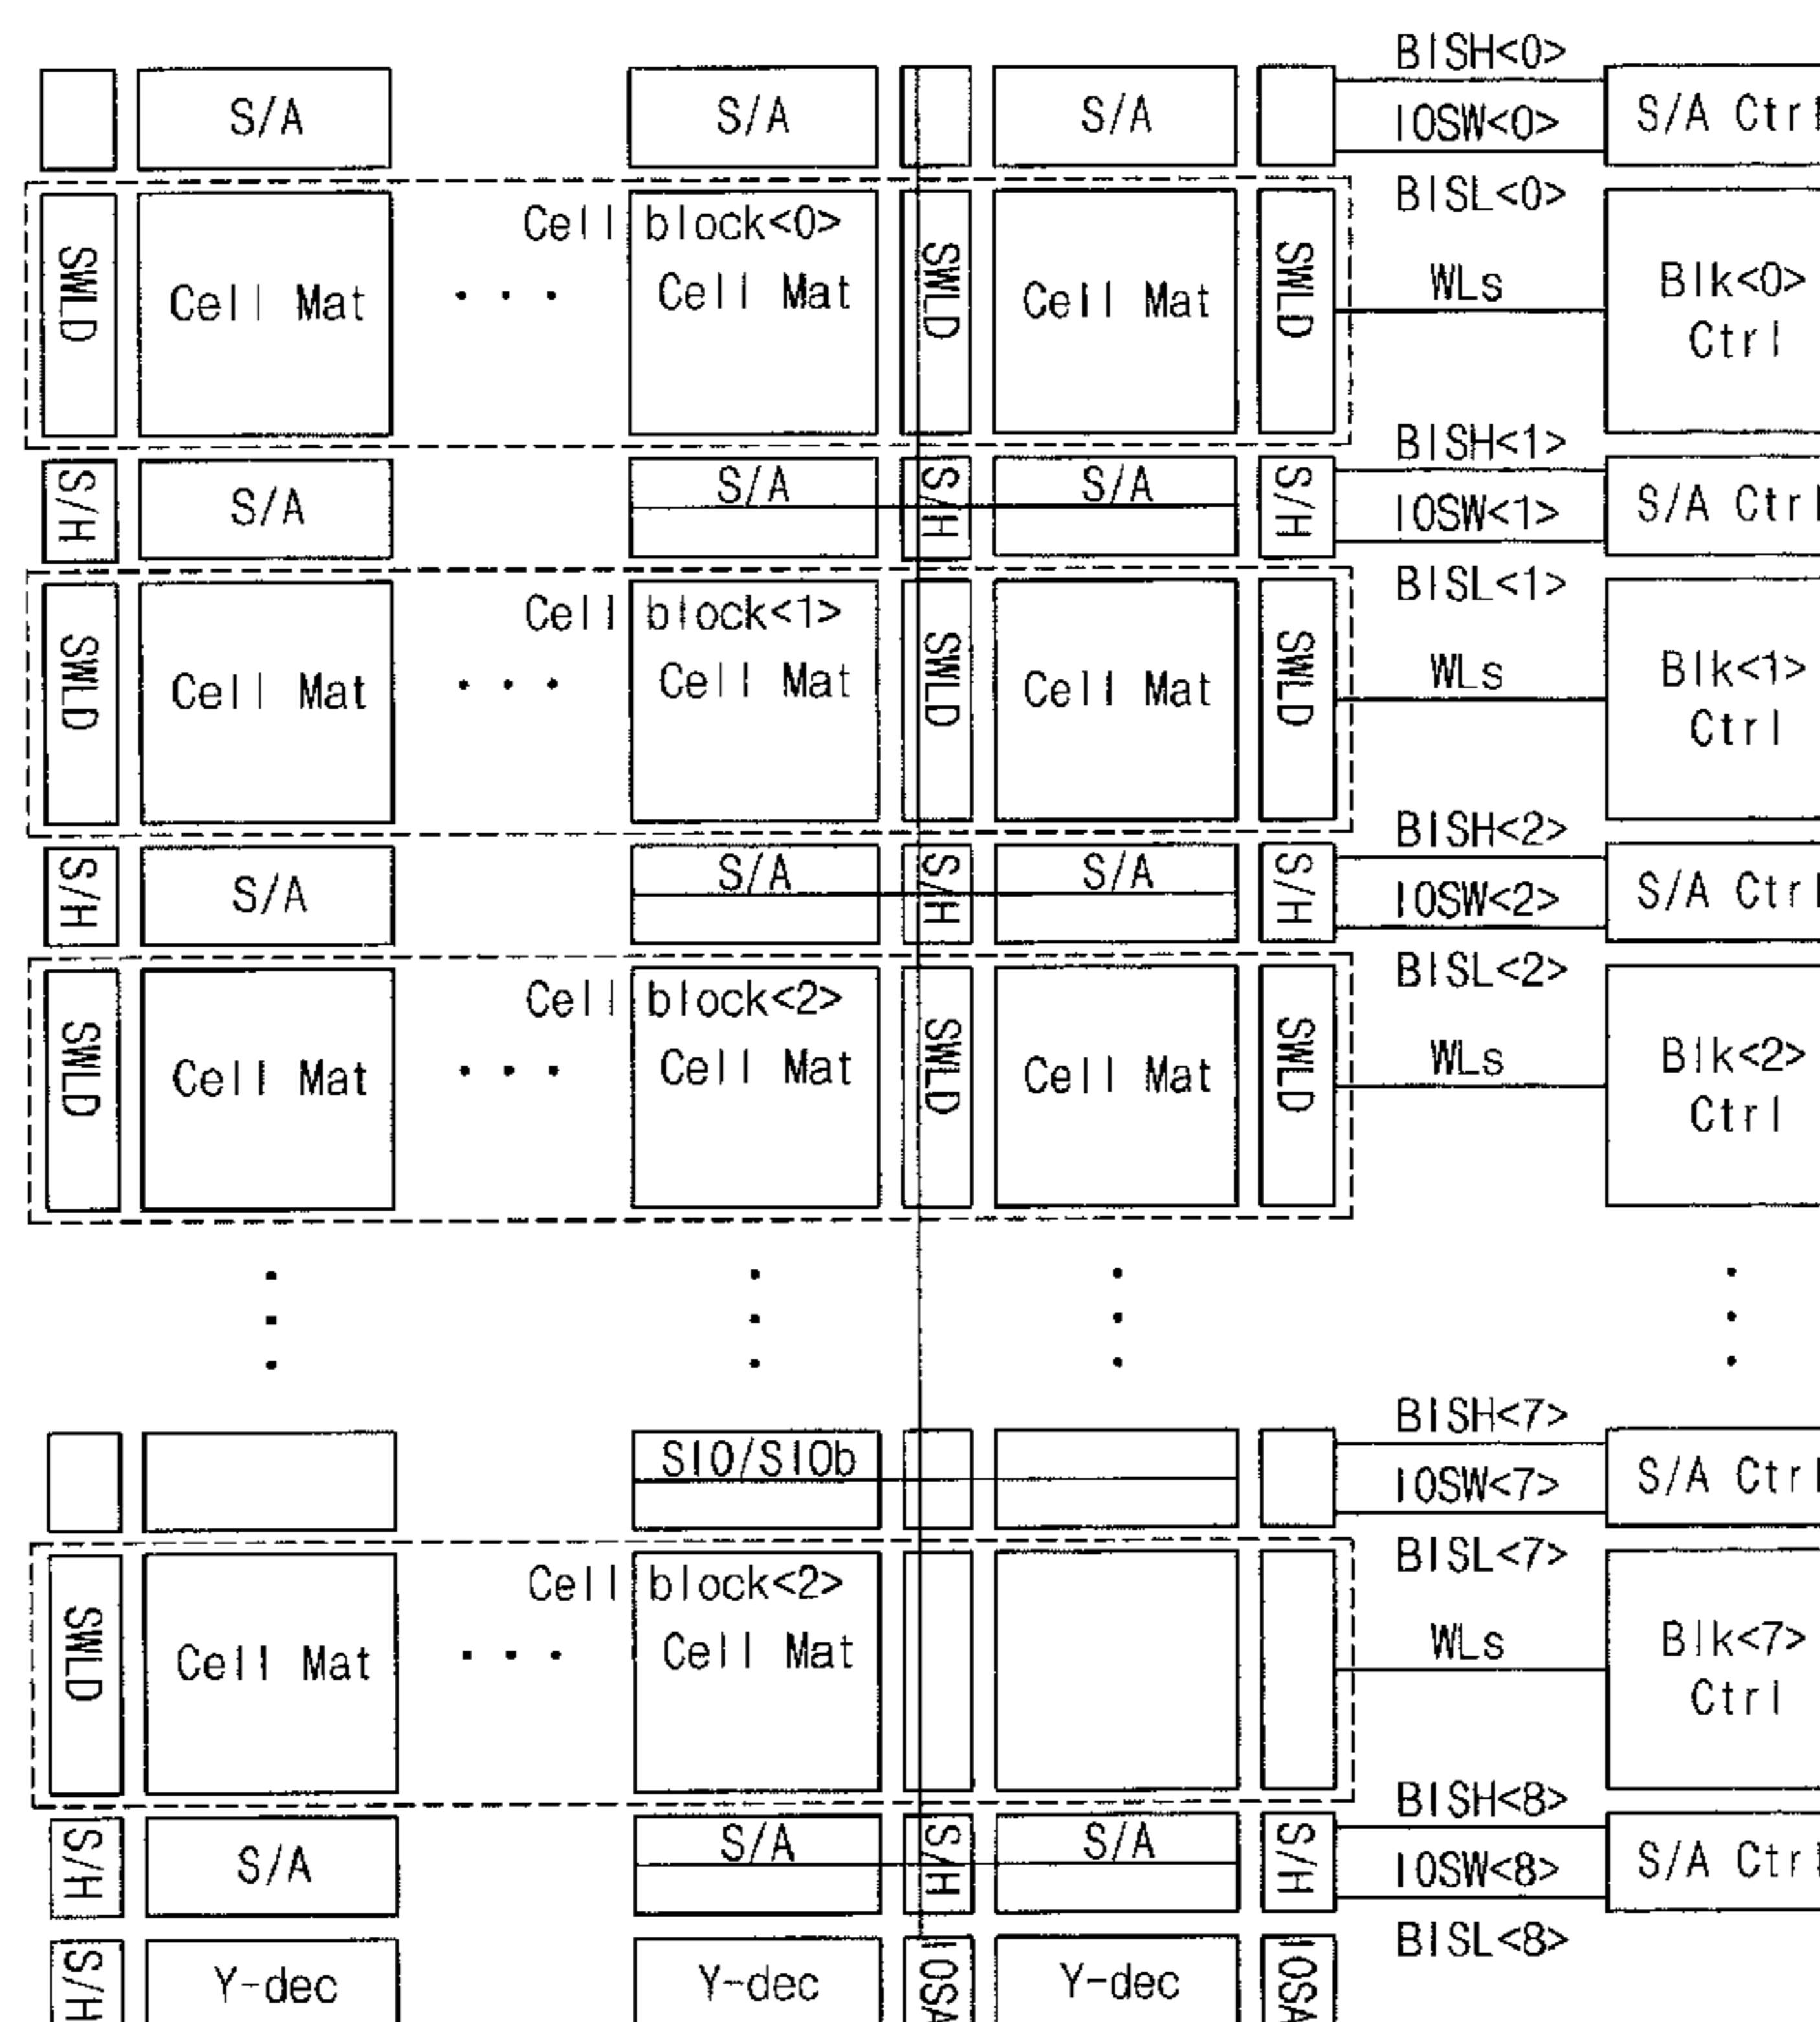 BISH<0>
S/A S/A S/A IOSW<0> S/A Ctrl
BISL<0>
Cell block<0>
SWLD Cell Mat ... Cell Mat SWLD Cell Mat SWLD WLs Blk<0>
Ctrl
BISH<1>
S/H S/A S/A S/H S/A S/H IOSW<1> S/A Ctrl
BISL<1>
Cell block<1>
SWLD Cell Mat ... Cell Mat SWLD Cell Mat SWLD WLs Blk<1>
Ctrl
BISH<2>
S/H S/A S/A S/H S/A S/H IOSW<2> S/A Ctrl
BISL<2>
Cell block<2>
SWLD Cell Mat ... Cell Mat SWLD Cell Mat SWLD WLs Blk<2>
Ctrl
BISH<7>
SIO/SIOb IOSW<7> S/A Ctrl
BISL<7>
Cell block<2>
SWLD Cell Mat ... Cell Mat WLs Blk<7>
Ctrl
BISH<8>
S/H S/A S/A S/H S/A S/H IOSW<8> S/A Ctrl
BISL<8>
S/H Y-dec Y-dec IOSA Y-dec IOSA